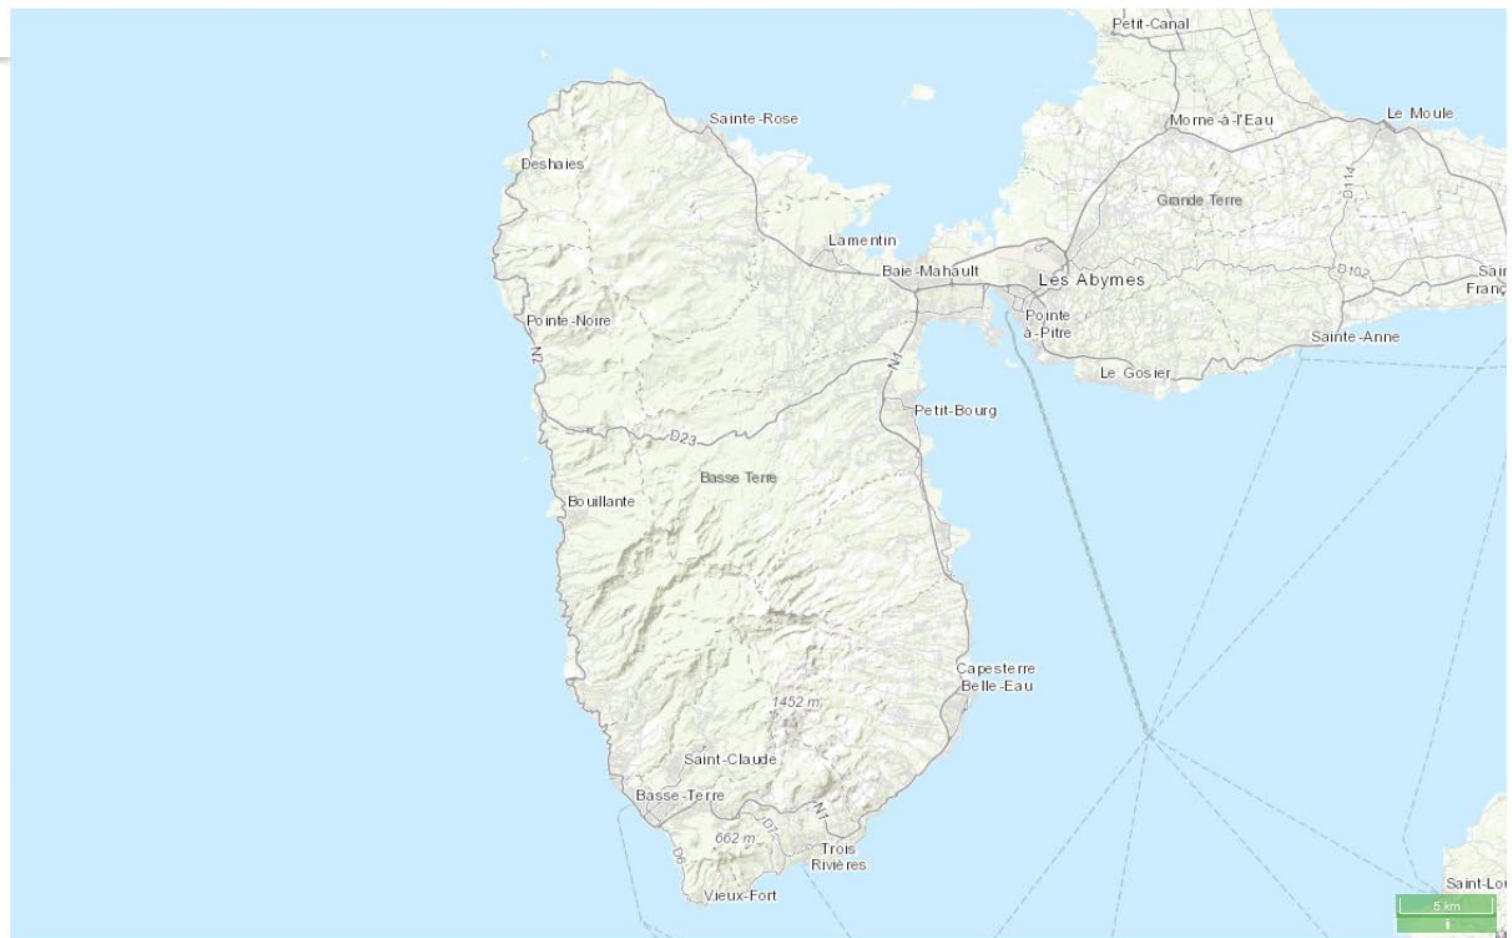 Petit-Canal
Le Moule
Sainte-Rose
Morne-à-l'Eau
Deshaies
D114
Grande Terre
Lamentin
Baie-Mahault
D102
Les Abymes
Pointe-Noire
Pointe
à-Pitre
Sainte-Anne
N2
N1
Le Gosier
Petit-Bourg
D23
Basse Terre
Bouillante
Capesterre
Belle-Eau
1452 m
Saint-Claude
Basse-Terre
N1
662 m
D6
Trois
Rivières
Vieux-Fort
Saint-Lou
5 km
i